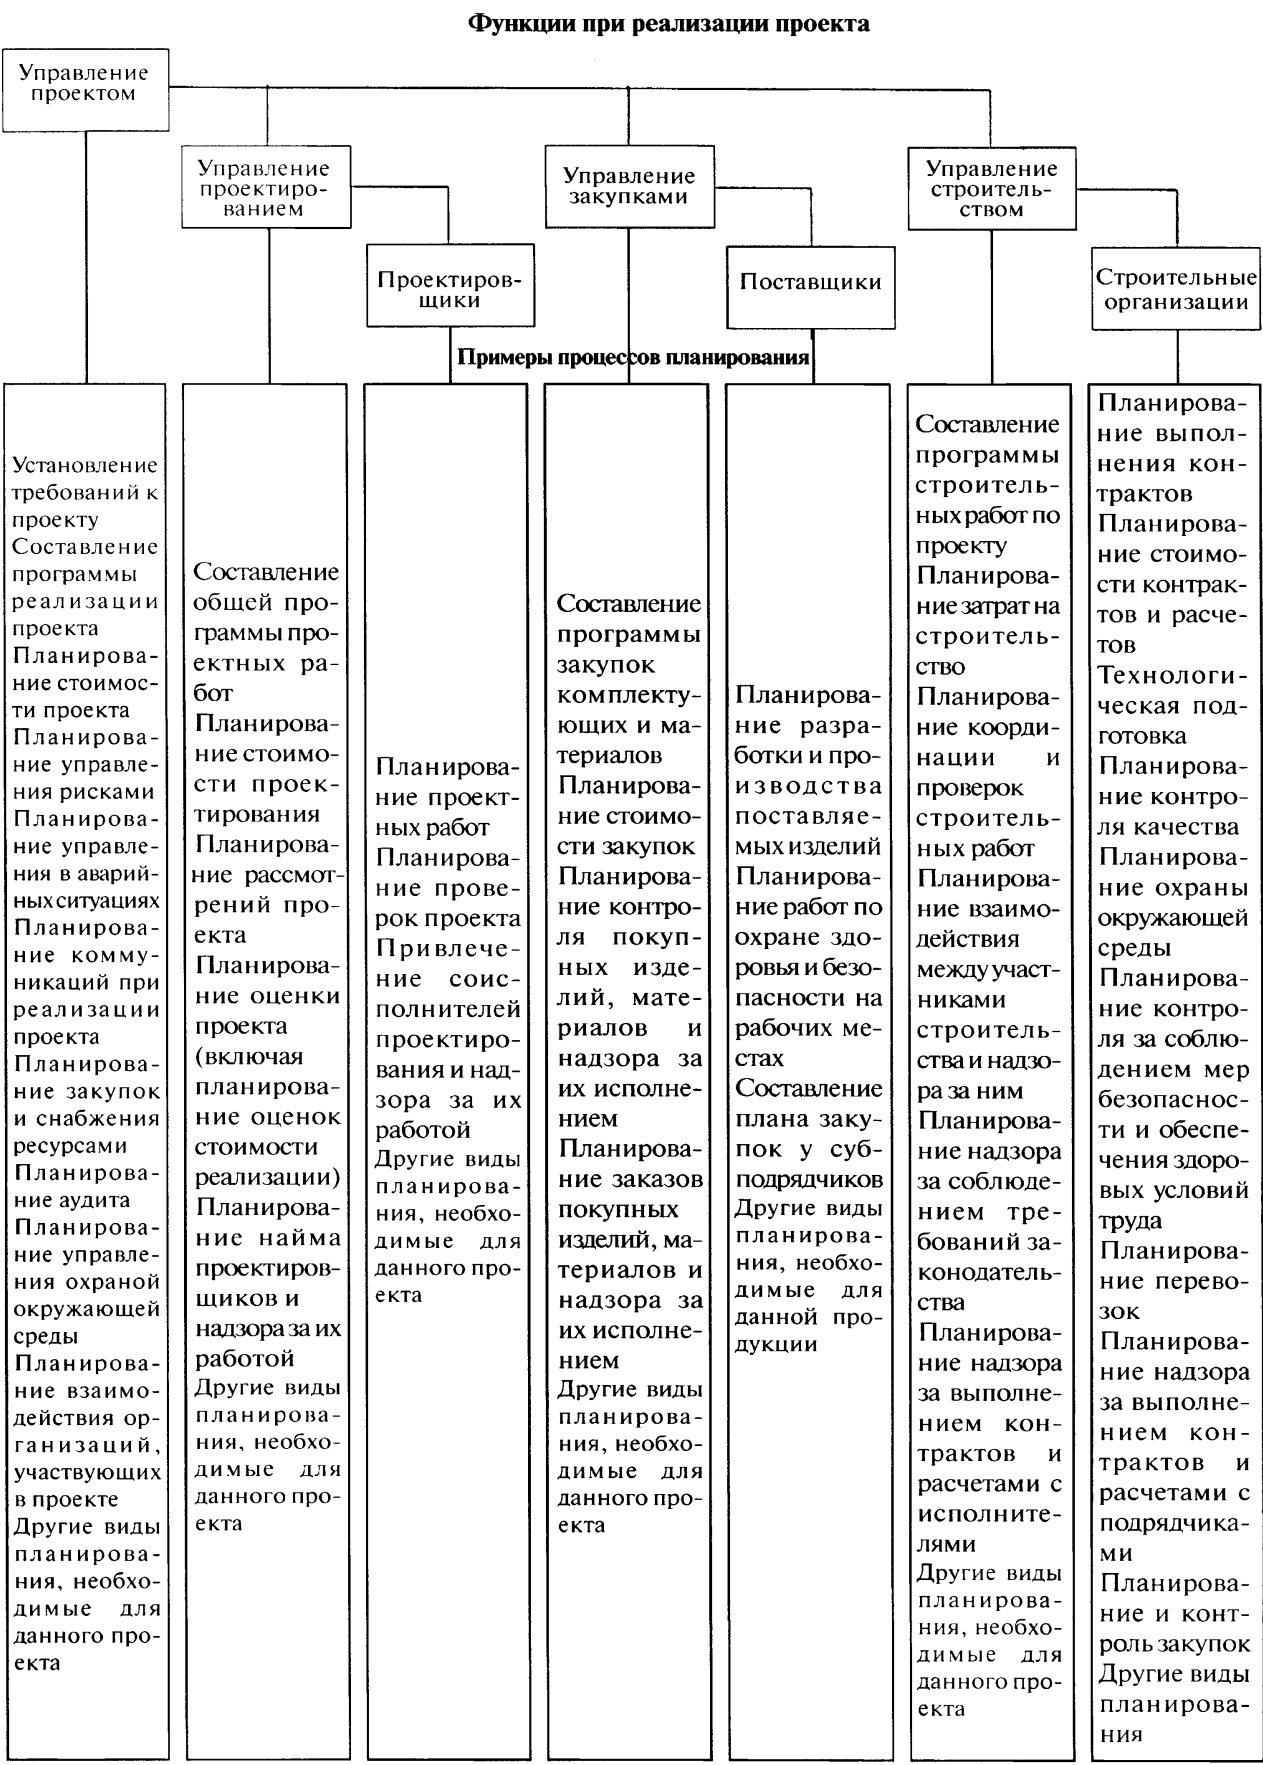 Функции при реализации проекта
Управление
проектом
Управление
проектиро-
ванием
Управление
закупками
Управление
строитель-
ством
Проектиров-
щики
Поставщики
Строительные
организации
Примеры процессов планирования
Установление
требований к
проекту
Составление
программы
реализации
проекта
Планирова-
ние стоимос-
ти проекта
Планирова-
ние управле-
ния рисками
Планирова-
ние управле-
ния в аварий-
ных ситуациях
Планирова-
ние комму-
никаций при
реализации
проекта
Планирова-
ние закупок
и снабжения
ресурсами
Планирова-
ние аудита
Планирова-
ние управле-
ния охраной
окружающей
среды
Планирова-
ние взаимо-
действия ор-
ганизаций,
участвующих
в проекте
Другие виды
планирова-
ния, необхо-
димые для
данного про-
екта
Составление
общей про-
граммы про-
ектных ра-
бот
Планирова-
ние стоимо-
сти проек-
тирования
Планирова-
ние рассмот-
рений про-
екта
Планирова-
ние оценки
проекта
(включая
планирова-
ние оценок
стоимости
реализации)
Планирова-
ние найма
проектиров-
щиков и
надзора за их
работой
Другие виды
планирова-
ния, необхо-
димые для
данного про-
екта
Планирова-
ние проект-
ных работ
Планирова-
ние прове-
рок проекта
Привлече-
ние соис-
полнителей
проектиро-
вания и над-
зора за их
работой
Другие виды
планирова-
ния, необхо-
димые для
данного про-
екта
Составление
программы
закупок
комплекту-
ющих и ма-
териалов
Планирова-
ние стоимо-
сти закупок
Планирова-
ние контро-
ля покуп-
ных изде-
лий, мате-
риалов и
надзора за
их исполне-
нием
Планирова-
ние заказов
покупных
изделий, ма-
териалов и
надзора за
их исполне-
нием
Другие виды
планирова-
ния, необхо-
димые для
данного про-
екта
Планирова-
ние разра-
ботки и про-
изводства
поставляе-
мых изделий
Планирова-
ние работ по
охране здо-
ровья и безо-
пасности на
рабочих ме-
стах
Составление
плана заку-
пок у суб-
подрядчиков
Другие виды
планирова-
ния, необхо-
димые для
данной про-
дукции
Составление
программы
строитель-
ных работ по
проекту
Планирова-
ние затрат на
строитель-
ство
Планирова-
ние коорди-
нации и
проверок
строитель-
ных работ
Планирова-
ние взаимо-
действия
между участ-
никами
строитель-
ства и надзо-
ра за ним
Планирова-
ние надзора
за соблюде-
нием тре-
бований за-
конодатель-
ства
Планирова-
ние надзора
за выполне-
нием кон-
трактов и
расчетами с
исполните-
лями
Другие виды
планирова-
ния, необхо-
димые для
данного про-
екта
Планирова-
ние выпол-
нения кон-
трактов
Планирова-
ние стоимо-
сти контрак-
тов и расче-
тов
Технологи-
ческая под-
готовка
Планирова-
ние контро-
ля качества
Планирова-
ние охраны
окружающей
среды
Планирова-
ние контро-
ля за соблю-
дением мер
безопаснос-
ти и обеспе-
чения здоро-
вых условий
труда
Планирова-
ние перево-
зок
Планирова-
ние надзора
за выполне-
нием кон-
трактов и
расчетами с
подрядчика-
ми
Планирова-
ние и конт-
роль закупок
Другие виды
планирова-
ния